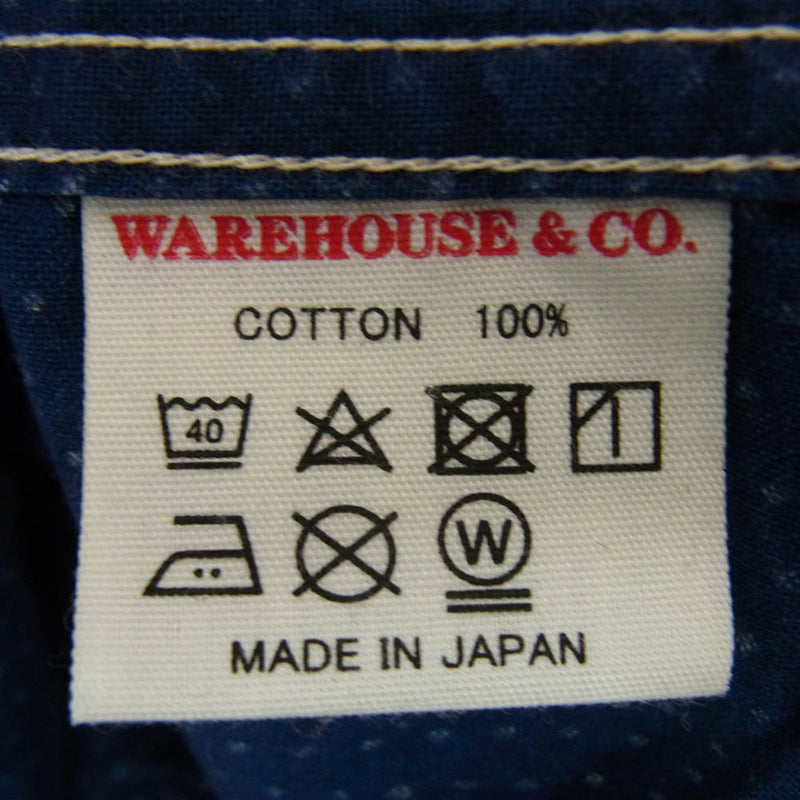 WAREHOUSE & CO.
COTTON 100%
40
W
MADE IN JAPAN